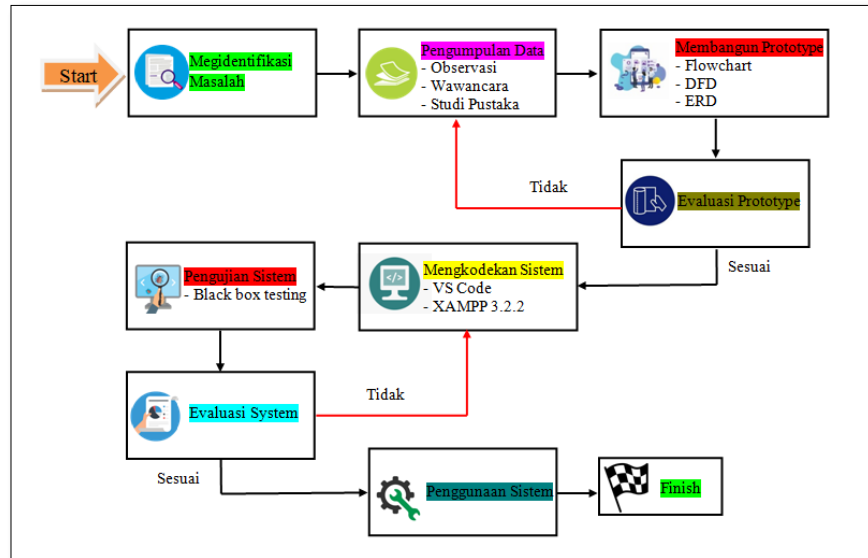 Start
Megidentifikasi
Masalah
Pengumpulan Data
- Observasi
- Wawancara
- Studi Pustaka
Membangun Prototype
- Flowchart
- DFD
- ERD
Tidak
Evaluasi Prototype
Sesuai
Mengkodekan Sistem
- VS Code
- XAMPP 3.2.2
Pengujian Sistem
- Black box testing
Tidak
Evaluasi System
Sesuai
Penggunaan Sistem
Finish